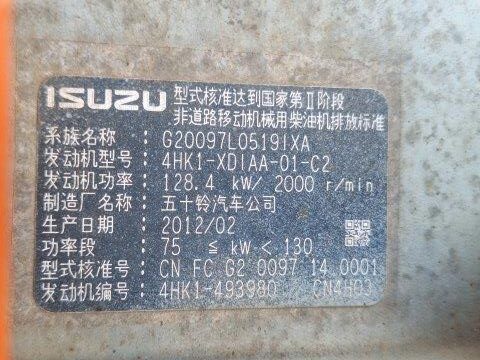 ISUZU 型式核准达到国家第Ⅱ阶段
非道路移动机械用柴油机排放标准
系族名称: G20097L0519IXA
发动机型号: 4HK1-XDIAA-01-C2
发动机功率: 128.4 kW/ 2000 r/min
制造厂名称: 五十铃汽车公司
生产日期: 2012/02
功率段: 75 ≦ kW< 130
型式核准号: CN FC G2 0097 14 0001
发动机编号: 4HK1-493980 CN4H03